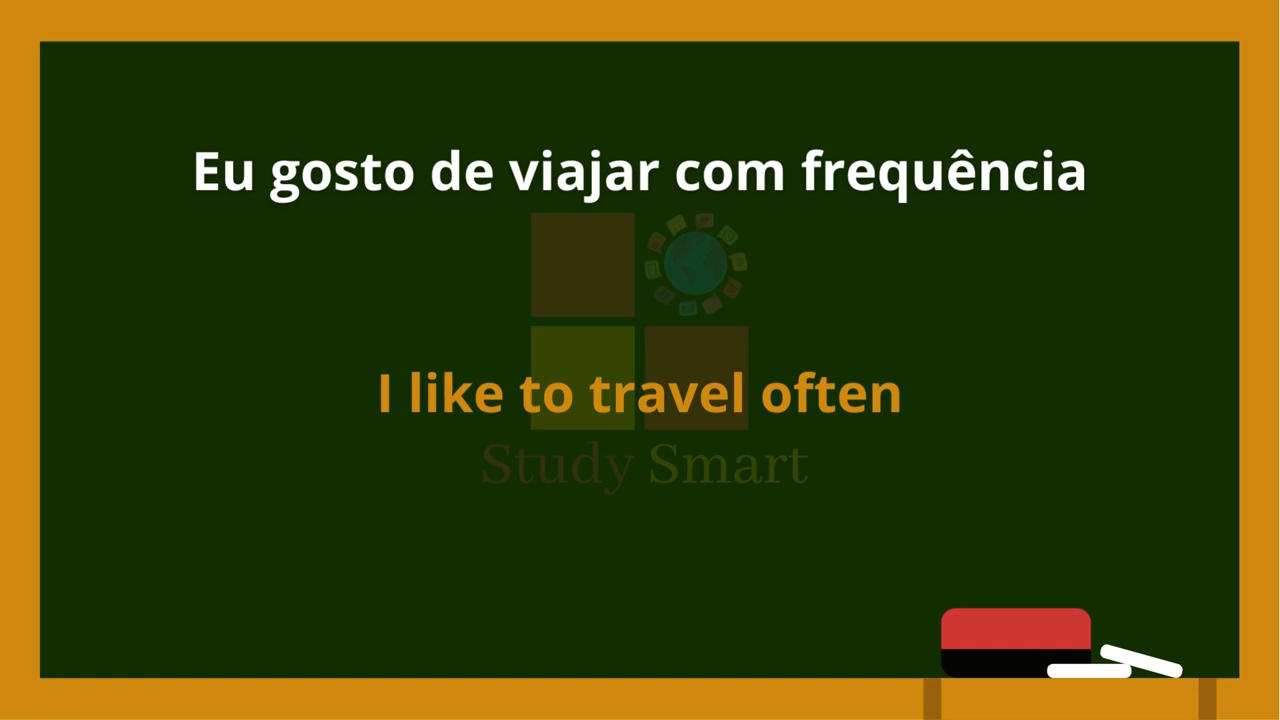 Eu gosto de viajar com frequência
I like to travel often
Study Smart